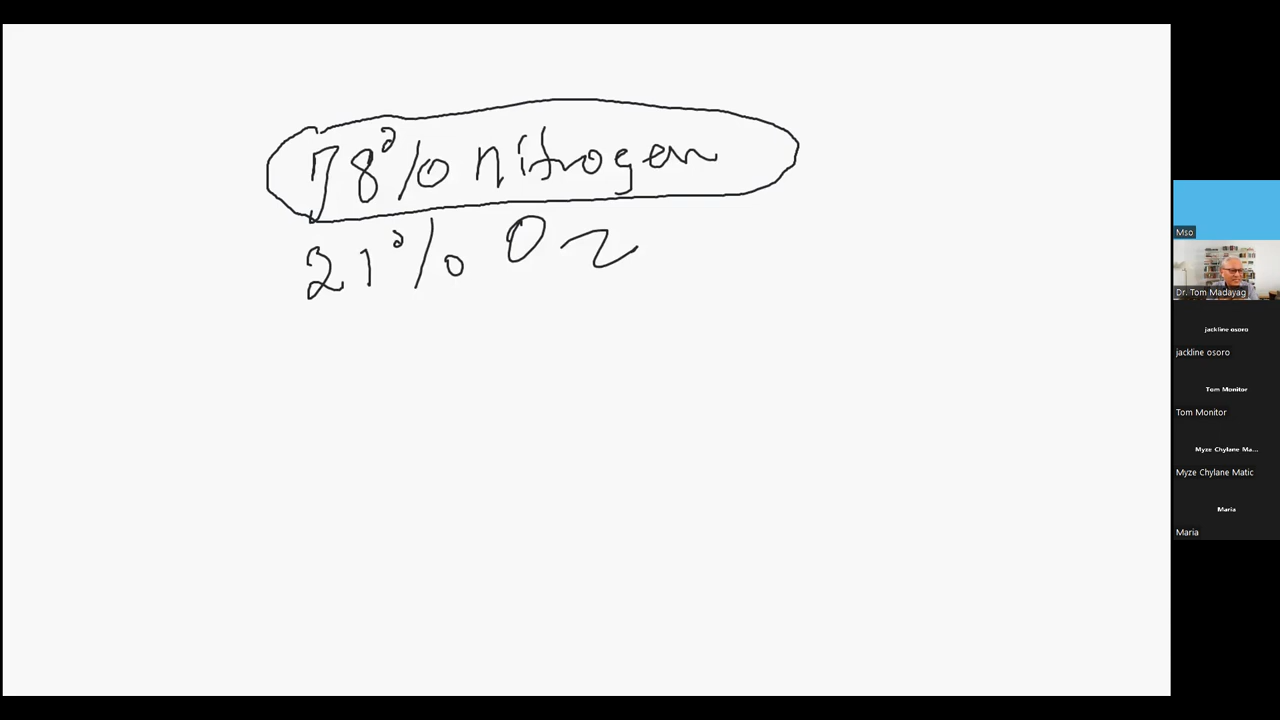 78% nitrogen
21% O2
Mso
Dr. Tom Madayag
jackline osoro
jackline osoro
Tom Monitor
Tom Monitor
Myze Chylane Ma...
Myze Chylane Matic
Maria
Maria